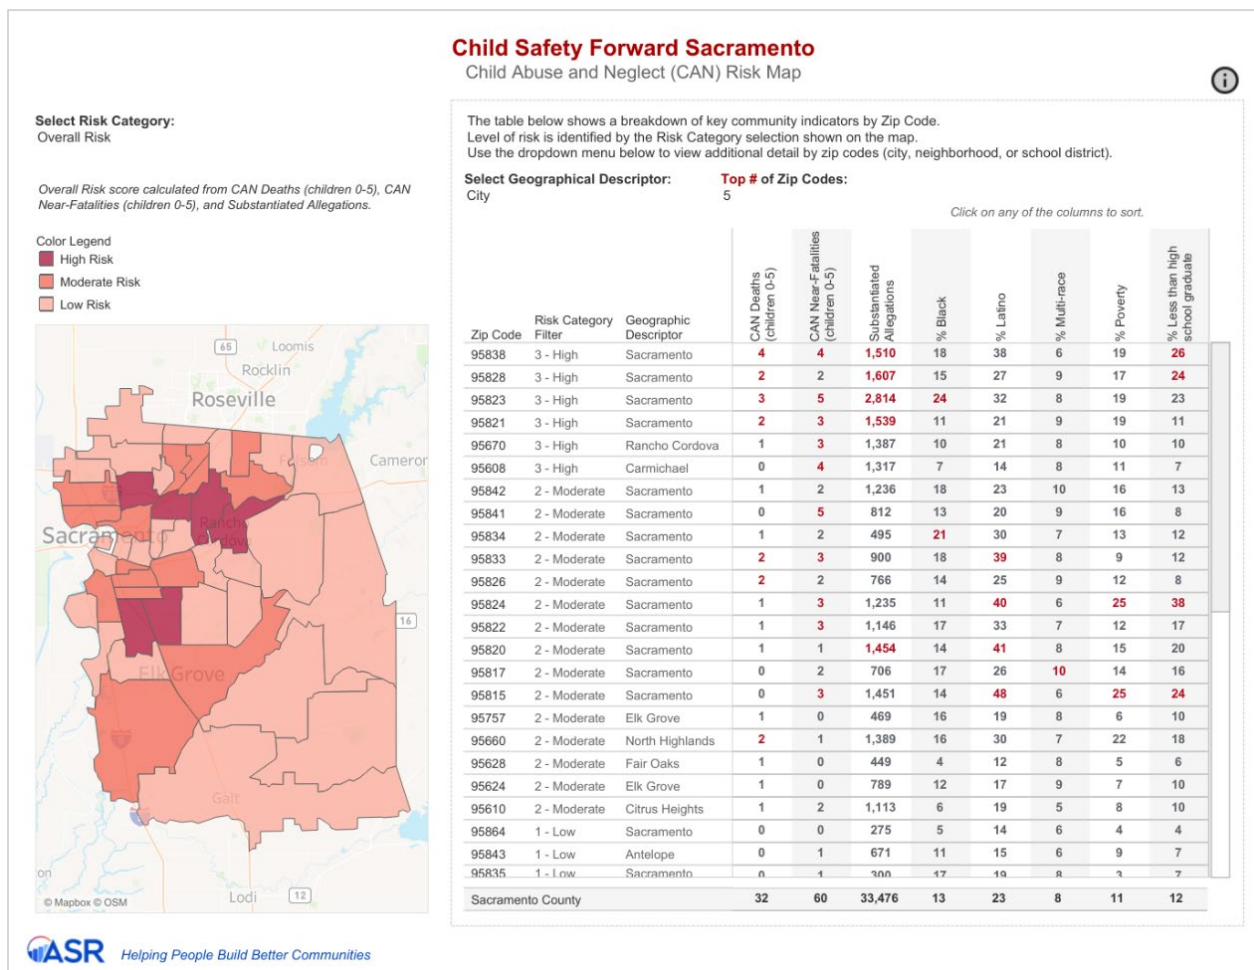 Child Safety Forward Sacramento
Child Abuse and Neglect (CAN) Risk Map
Select Risk Category:
Overall Risk
Overall Risk score calculated from CAN Deaths (children 0-5), CAN
Near-Fatalities (children 0-5), and Substantiated Allegations.
Color Legend
High Risk
Moderate Risk
Low Risk
65
Loomis
Rocklin
Roseville
Folsom
Cameron
Sacramento
Rancho
Cordova
16
Elk Grove
Galt
on
Lodi
12
© Mapbox © OSM
The table below shows a breakdown of key community indicators by Zip Code.
Level of risk is identified by the Risk Category selection shown on the map.
Use the dropdown menu below to view additional detail by zip codes (city, neighborhood, or school district).
Select Geographical Descriptor: Top # of Zip Codes:
City 5
Click on any of the columns to sort.
Zip Code Risk Category Filter Geographic Descriptor CAN Deaths (children 0-5) CAN Near-Fatalities (children 0-5) Substantiated Allegations % Black % Latino % Multi-race % Poverty % Less than high school graduate
95838 3 - High Sacramento 4 4 1,510 18 38 6 19 26
95828 3 - High Sacramento 2 2 1,607 15 27 9 17 24
95823 3 - High Sacramento 3 5 2,814 24 32 8 19 23
95821 3 - High Sacramento 2 3 1,539 11 21 9 19 11
95670 3 - High Rancho Cordova 1 3 1,387 10 21 8 10 10
95608 3 - High Carmichael 0 4 1,317 7 14 8 11 7
95842 2 - Moderate Sacramento 1 2 1,236 18 23 10 16 13
95841 2 - Moderate Sacramento 0 5 812 13 20 9 16 8
95834 2 - Moderate Sacramento 1 2 495 21 30 7 13 12
95833 2 - Moderate Sacramento 2 3 900 18 39 8 9 12
95826 2 - Moderate Sacramento 2 2 766 14 25 9 12 8
95824 2 - Moderate Sacramento 1 3 1,235 11 40 6 25 38
95822 2 - Moderate Sacramento 1 3 1,146 17 33 7 12 17
95820 2 - Moderate Sacramento 1 1 1,454 14 41 8 15 20
95817 2 - Moderate Sacramento 0 2 706 17 26 10 14 16
95815 2 - Moderate Sacramento 0 3 1,451 14 48 6 25 24
95757 2 - Moderate Elk Grove 1 0 469 16 19 8 6 10
95660 2 - Moderate North Highlands 2 1 1,389 16 30 7 22 18
95628 2 - Moderate Fair Oaks 1 0 449 4 12 8 5 6
95624 2 - Moderate Elk Grove 1 0 789 12 17 9 7 10
95610 2 - Moderate Citrus Heights 1 2 1,113 6 19 5 8 10
95864 1 - Low Sacramento 0 0 275 5 14 6 4 4
95843 1 - Low Antelope 0 1 671 11 15 6 9 7
95835 1 - Low Sacramento 0 1 300 17 19 8 3 7
Sacramento County 32 60 33,476 13 23 8 11 12
ASR Helping People Build Better Communities